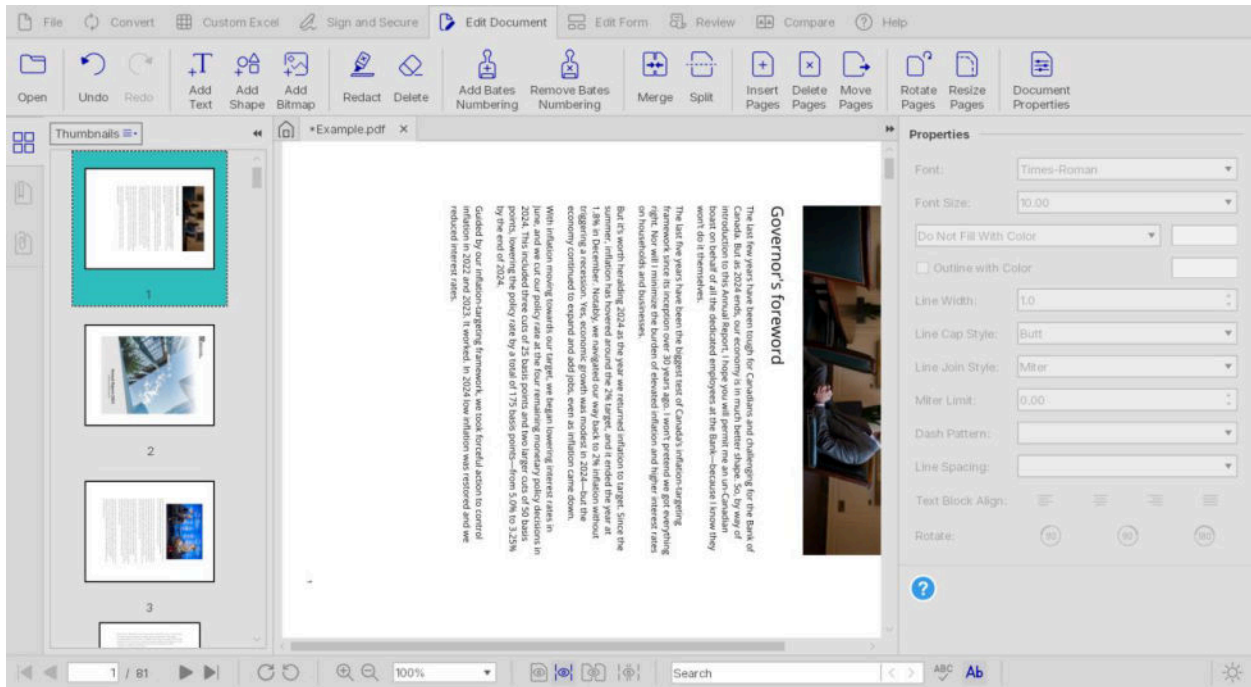 File Convert Custom Excel Sign and Secure Edit Document Edit Form Review Compare Help
Open Undo Redo Add Text Add Shape Add Bitmap Redact Delete Add Bates Numbering Remove Bates Numbering Merge Split Insert Pages Delete Pages Move Pages Rotate Pages Resize Pages Document Properties
Thumbnails
1
2
3
*Example.pdf
Governor's foreword
The last few years have been tough for Canadians and challenging for the Bank of
Canada. But as 2024 ends, our economy is in much better shape. So, by way of
introduction to this Annual Report, I hope you will permit me an un-Canadian
boast on behalf of all the dedicated employees at the Bank—because I know they
won't do it themselves.
The last five years have been the biggest test of Canada's inflation-targeting
framework since its inception over 30 years ago. I won't pretend we got everything
right. Nor will I minimize the burden of elevated inflation and higher interest rates
on households and businesses.
But it's worth heralding 2024 as the year we returned inflation to target. Since the
summer, inflation has hovered around the 2% target, and it ended the year at
1.8% in December. Notably, we navigated our way back to 2% inflation without
triggering a recession. Yes, economic growth was modest in 2024—but the
economy continued to expand and add jobs, even as inflation came down.
With inflation moving towards our target, we began lowering interest rates in
June, and we cut our policy rate at the four remaining monetary policy decisions in
2024. This included three cuts of 25 basis points and two larger cuts of 50 basis
points, lowering the policy rate by a total of 175 basis points—from 5.0% to 3.25%
by the end of 2024.
Guided by our inflation-targeting framework, we took forceful action to control
inflation in 2022 and 2023. It worked. In 2024 low inflation was restored and we
reduced interest rates.
Properties
Font: Times-Roman
Font Size: 10.00
Do Not Fill With Color
Outline with Color
Line Width: 1.0
Line Cap Style: Butt
Line Join Style: Miter
Miter Limit: 0.00
Dash Pattern:
Line Spacing:
Text Block Align:
Rotate: 90 90 180
?
1 / 81 100% Search ABC Ab